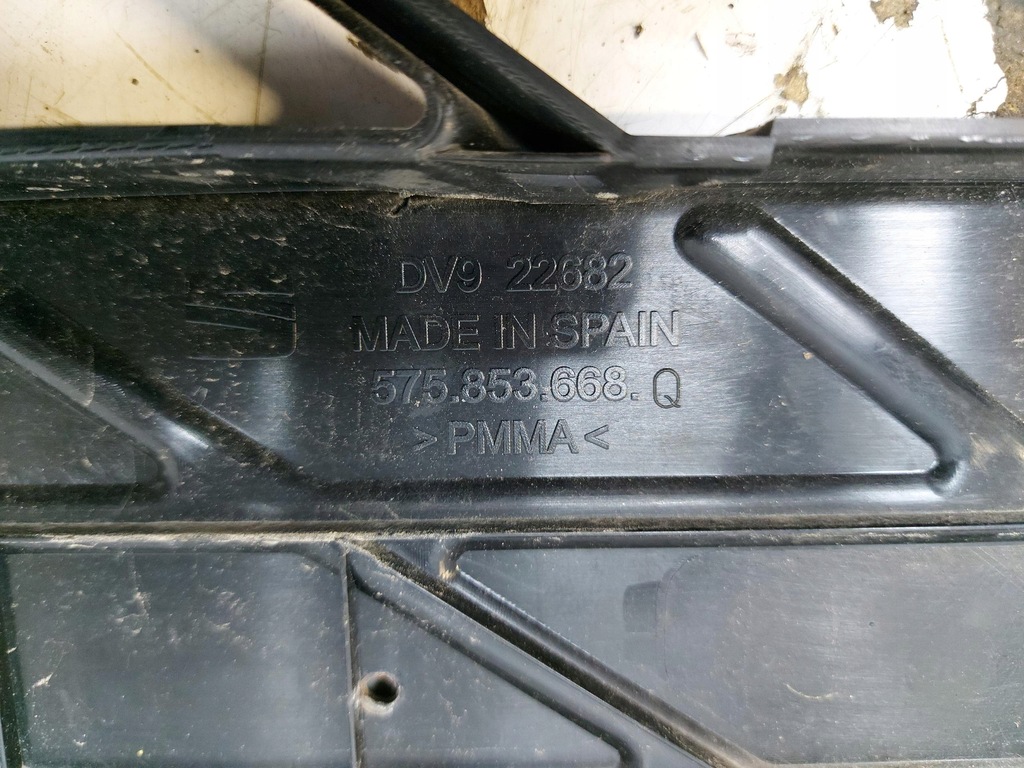 DV9 22682
MADE IN SPAIN
575.853.668. Q
>PMMA<